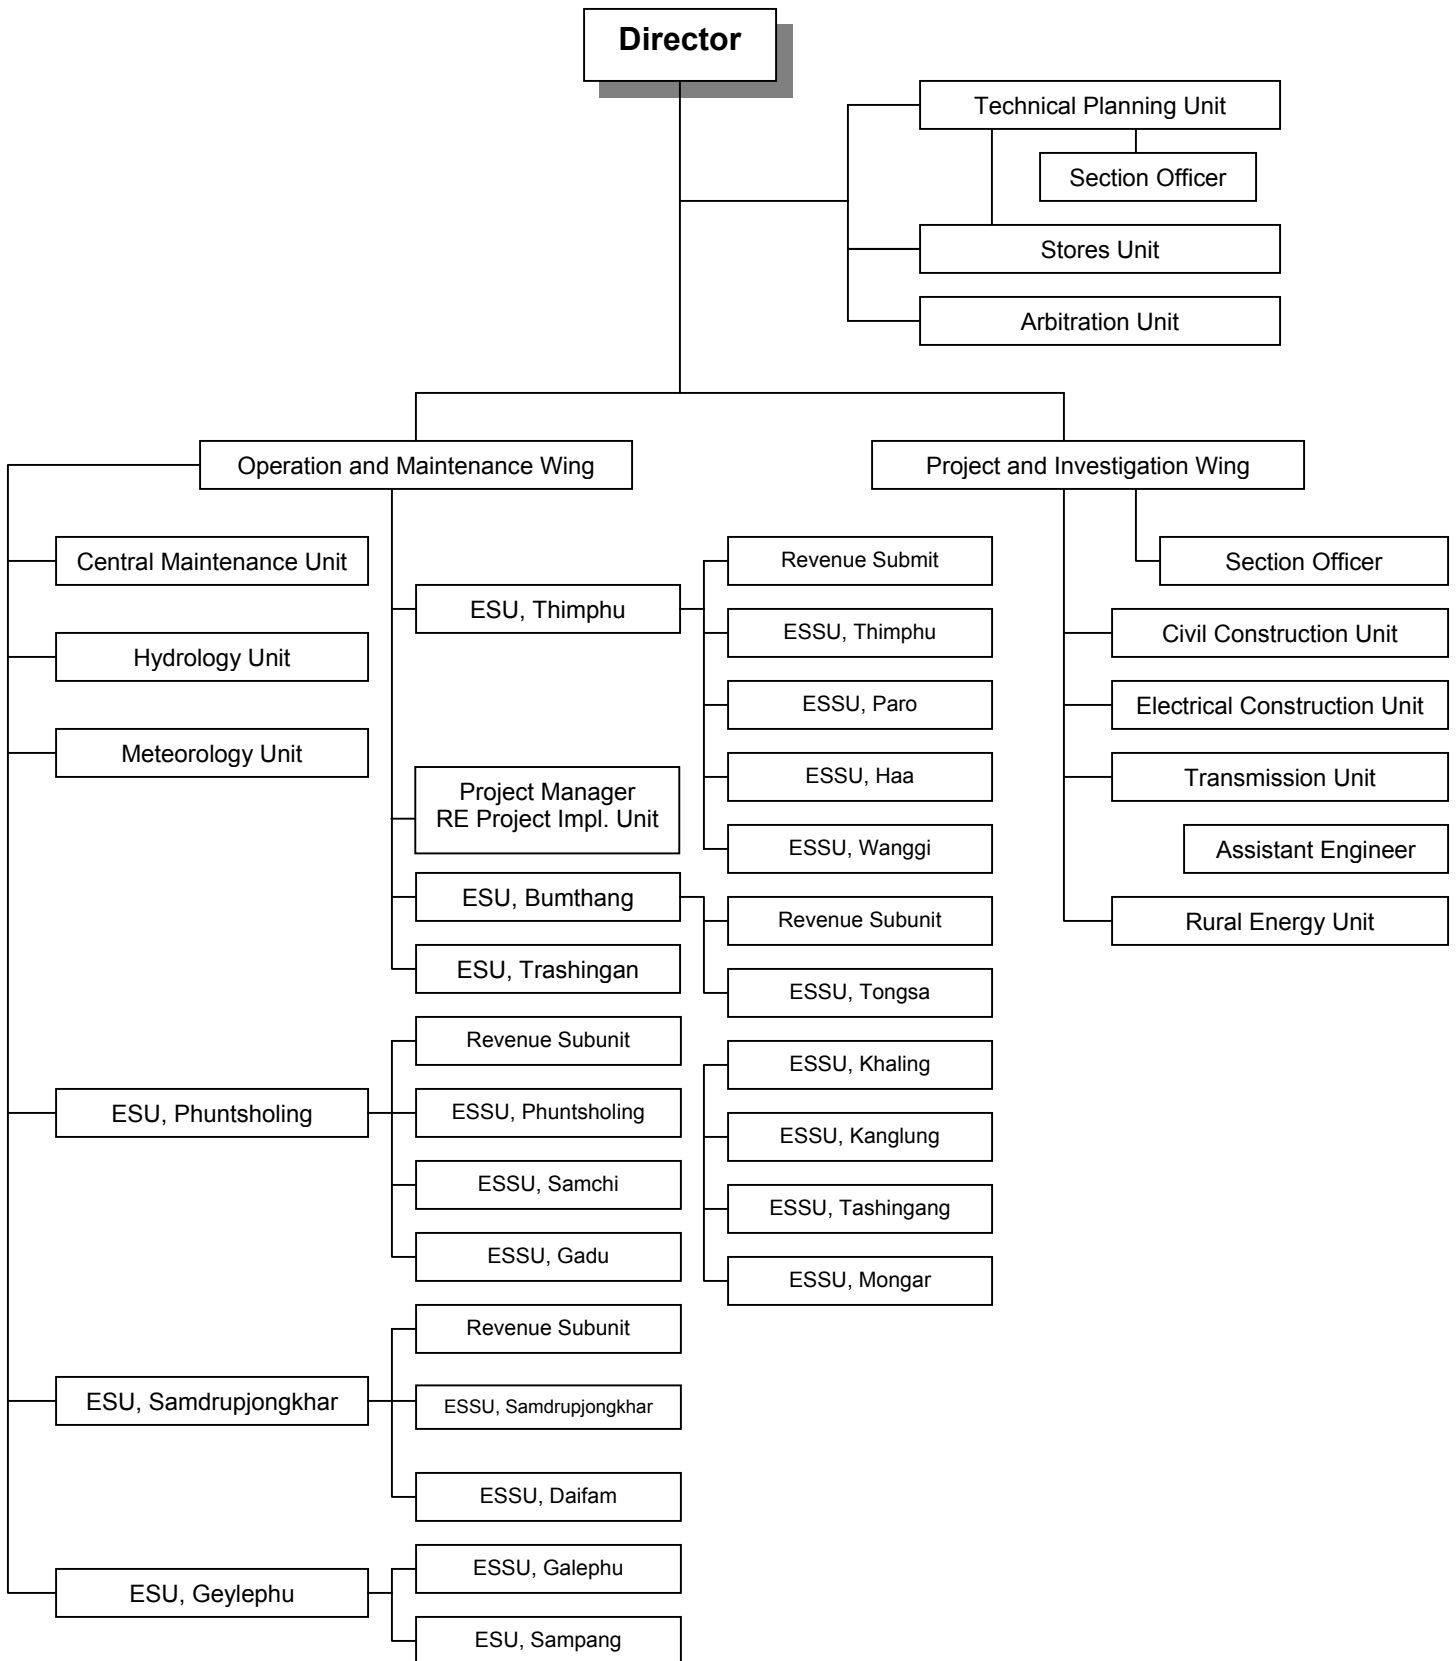 Director
Technical Planning Unit
Section Officer
Stores Unit
Arbitration Unit
Operation and Maintenance Wing
Project and Investigation Wing
Central Maintenance Unit
Hydrology Unit
Meteorology Unit
ESU, Thimphu
Revenue Submit
ESSU, Thimphu
ESSU, Paro
ESSU, Haa
ESSU, Wanggi
Project Manager
RE Project Impl. Unit
ESU, Bumthang
Revenue Subunit
ESSU, Tongsa
ESU, Trashingan
ESSU, Khaling
ESSU, Kanglung
ESSU, Tashingang
ESSU, Mongar
Section Officer
Civil Construction Unit
Electrical Construction Unit
Transmission Unit
Assistant Engineer
Rural Energy Unit
ESU, Phuntsholing
Revenue Subunit
ESSU, Phuntsholing
ESSU, Samchi
ESSU, Gadu
ESU, Samdrupjongkhar
Revenue Subunit
ESSU, Samdrupjongkhar
ESSU, Daifam
ESU, Geylephu
ESSU, Galephu
ESU, Sampang